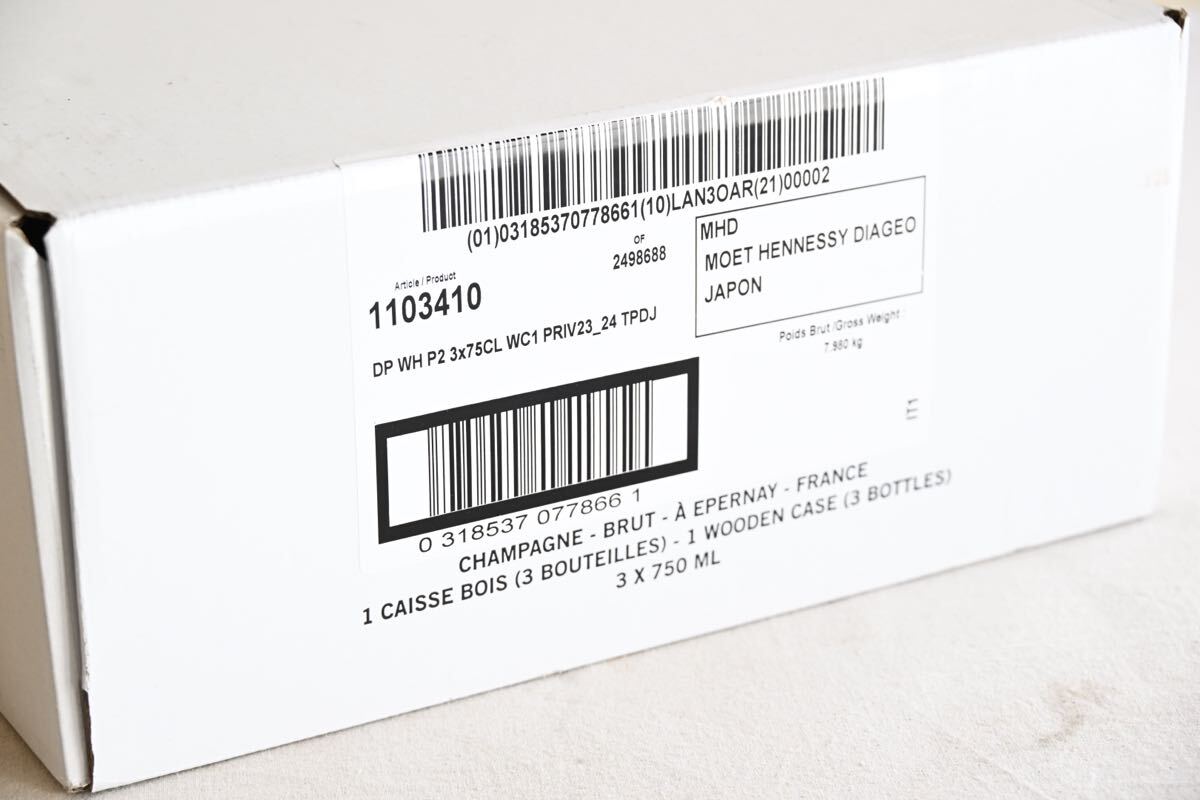 (01)03185370778661(10)LAN3OAR(21)00002
Article / Product
1103410
OF
2498688
MHD
MOET HENNESSY DIAGEO
JAPON
DP WH P2 3x75CL WC1 PRIV23_24 TPDJ
Poids Brut /Gross Weight :
7.980 kg
IT1
0 318537 077866 1
CHAMPAGNE - BRUT - À EPERNAY - FRANCE
1 CAISSE BOIS (3 BOUTEILLES) - 1 WOODEN CASE (3 BOTTLES)
3 X 750 ML